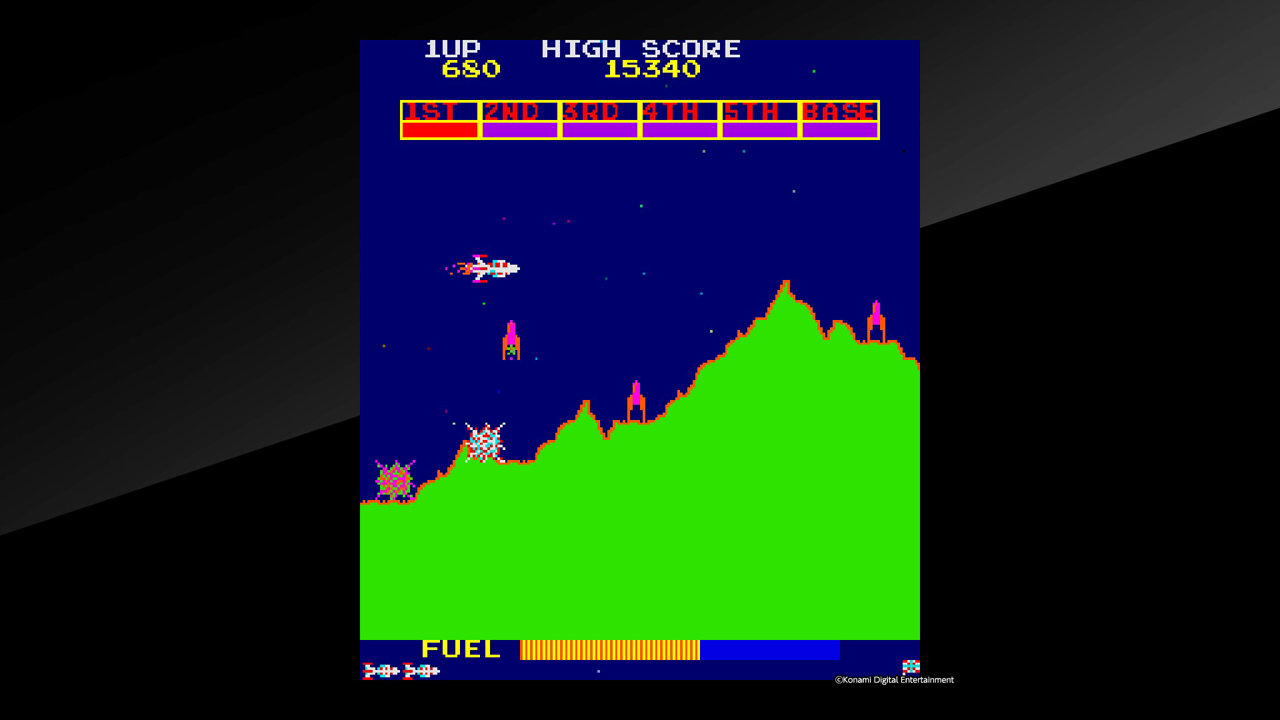 1UP HIGH SCORE
680 15340
1ST 2ND 3RD 4TH 5TH BASE
FUEL
©Konami Digital Entertainment